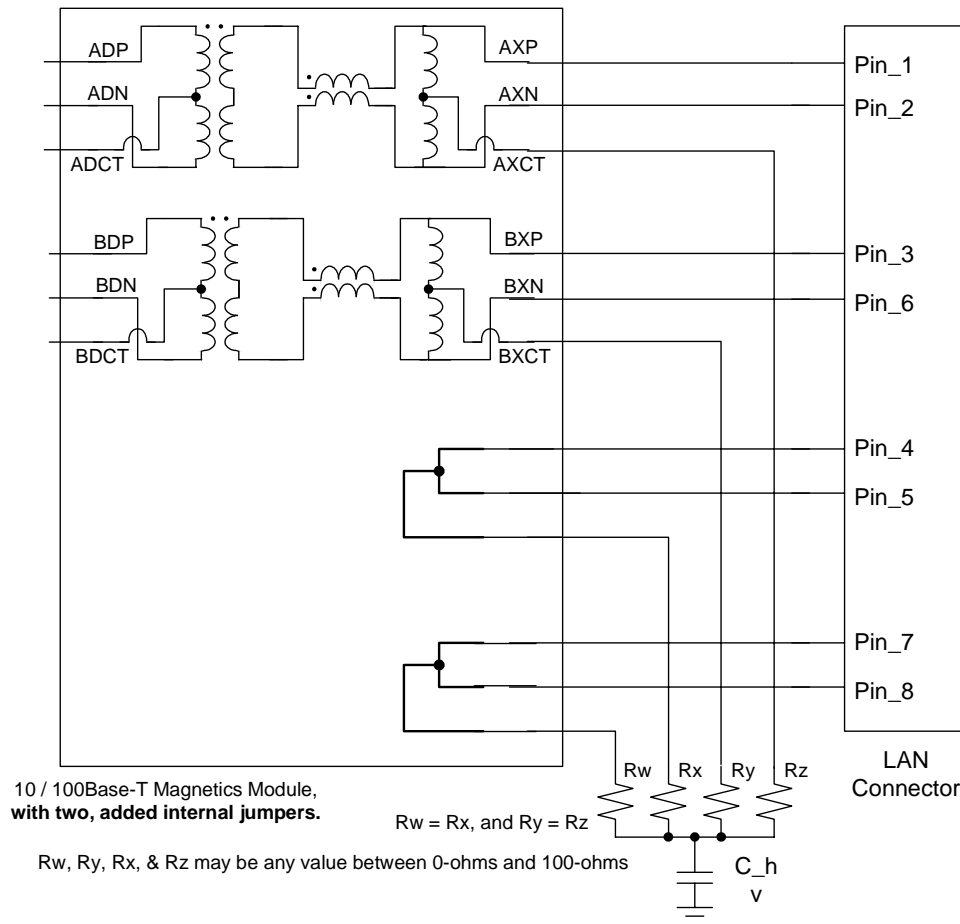 ADP
AXP
Pin_1
ADN
AXN
Pin_2
ADCT
AXCT
BDP
BXP
Pin_3
BDN
BXN
Pin_6
BDCT
BXCT
Pin_4
Pin_5
Pin_7
Pin_8
LAN
Connector
Rw
Rx
Ry
Rz
10 / 100Base-T Magnetics Module,
with two, added internal jumpers.
Rw = Rx, and Ry = Rz
Rw, Ry, Rx, & Rz may be any value between 0-ohms and 100-ohms
C_h
v